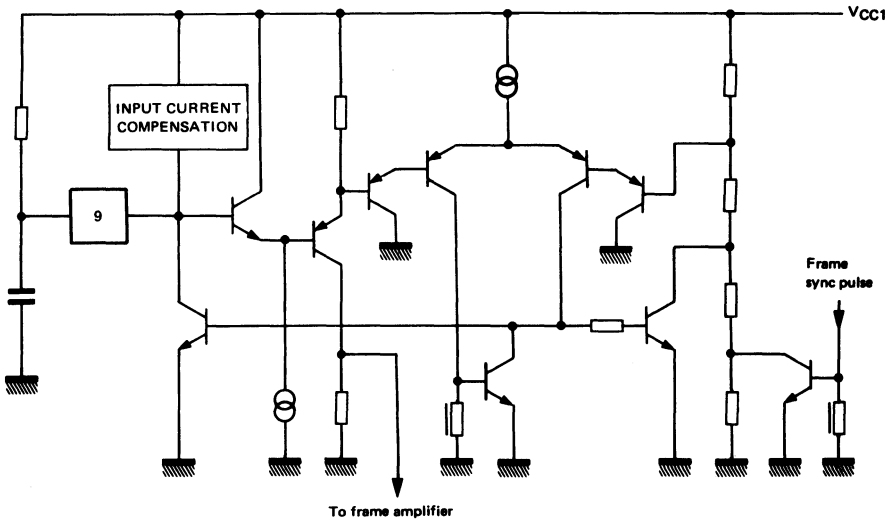 VCC1
INPUT CURRENT
COMPENSATION
9
Frame
sync pulse
To frame amplifier